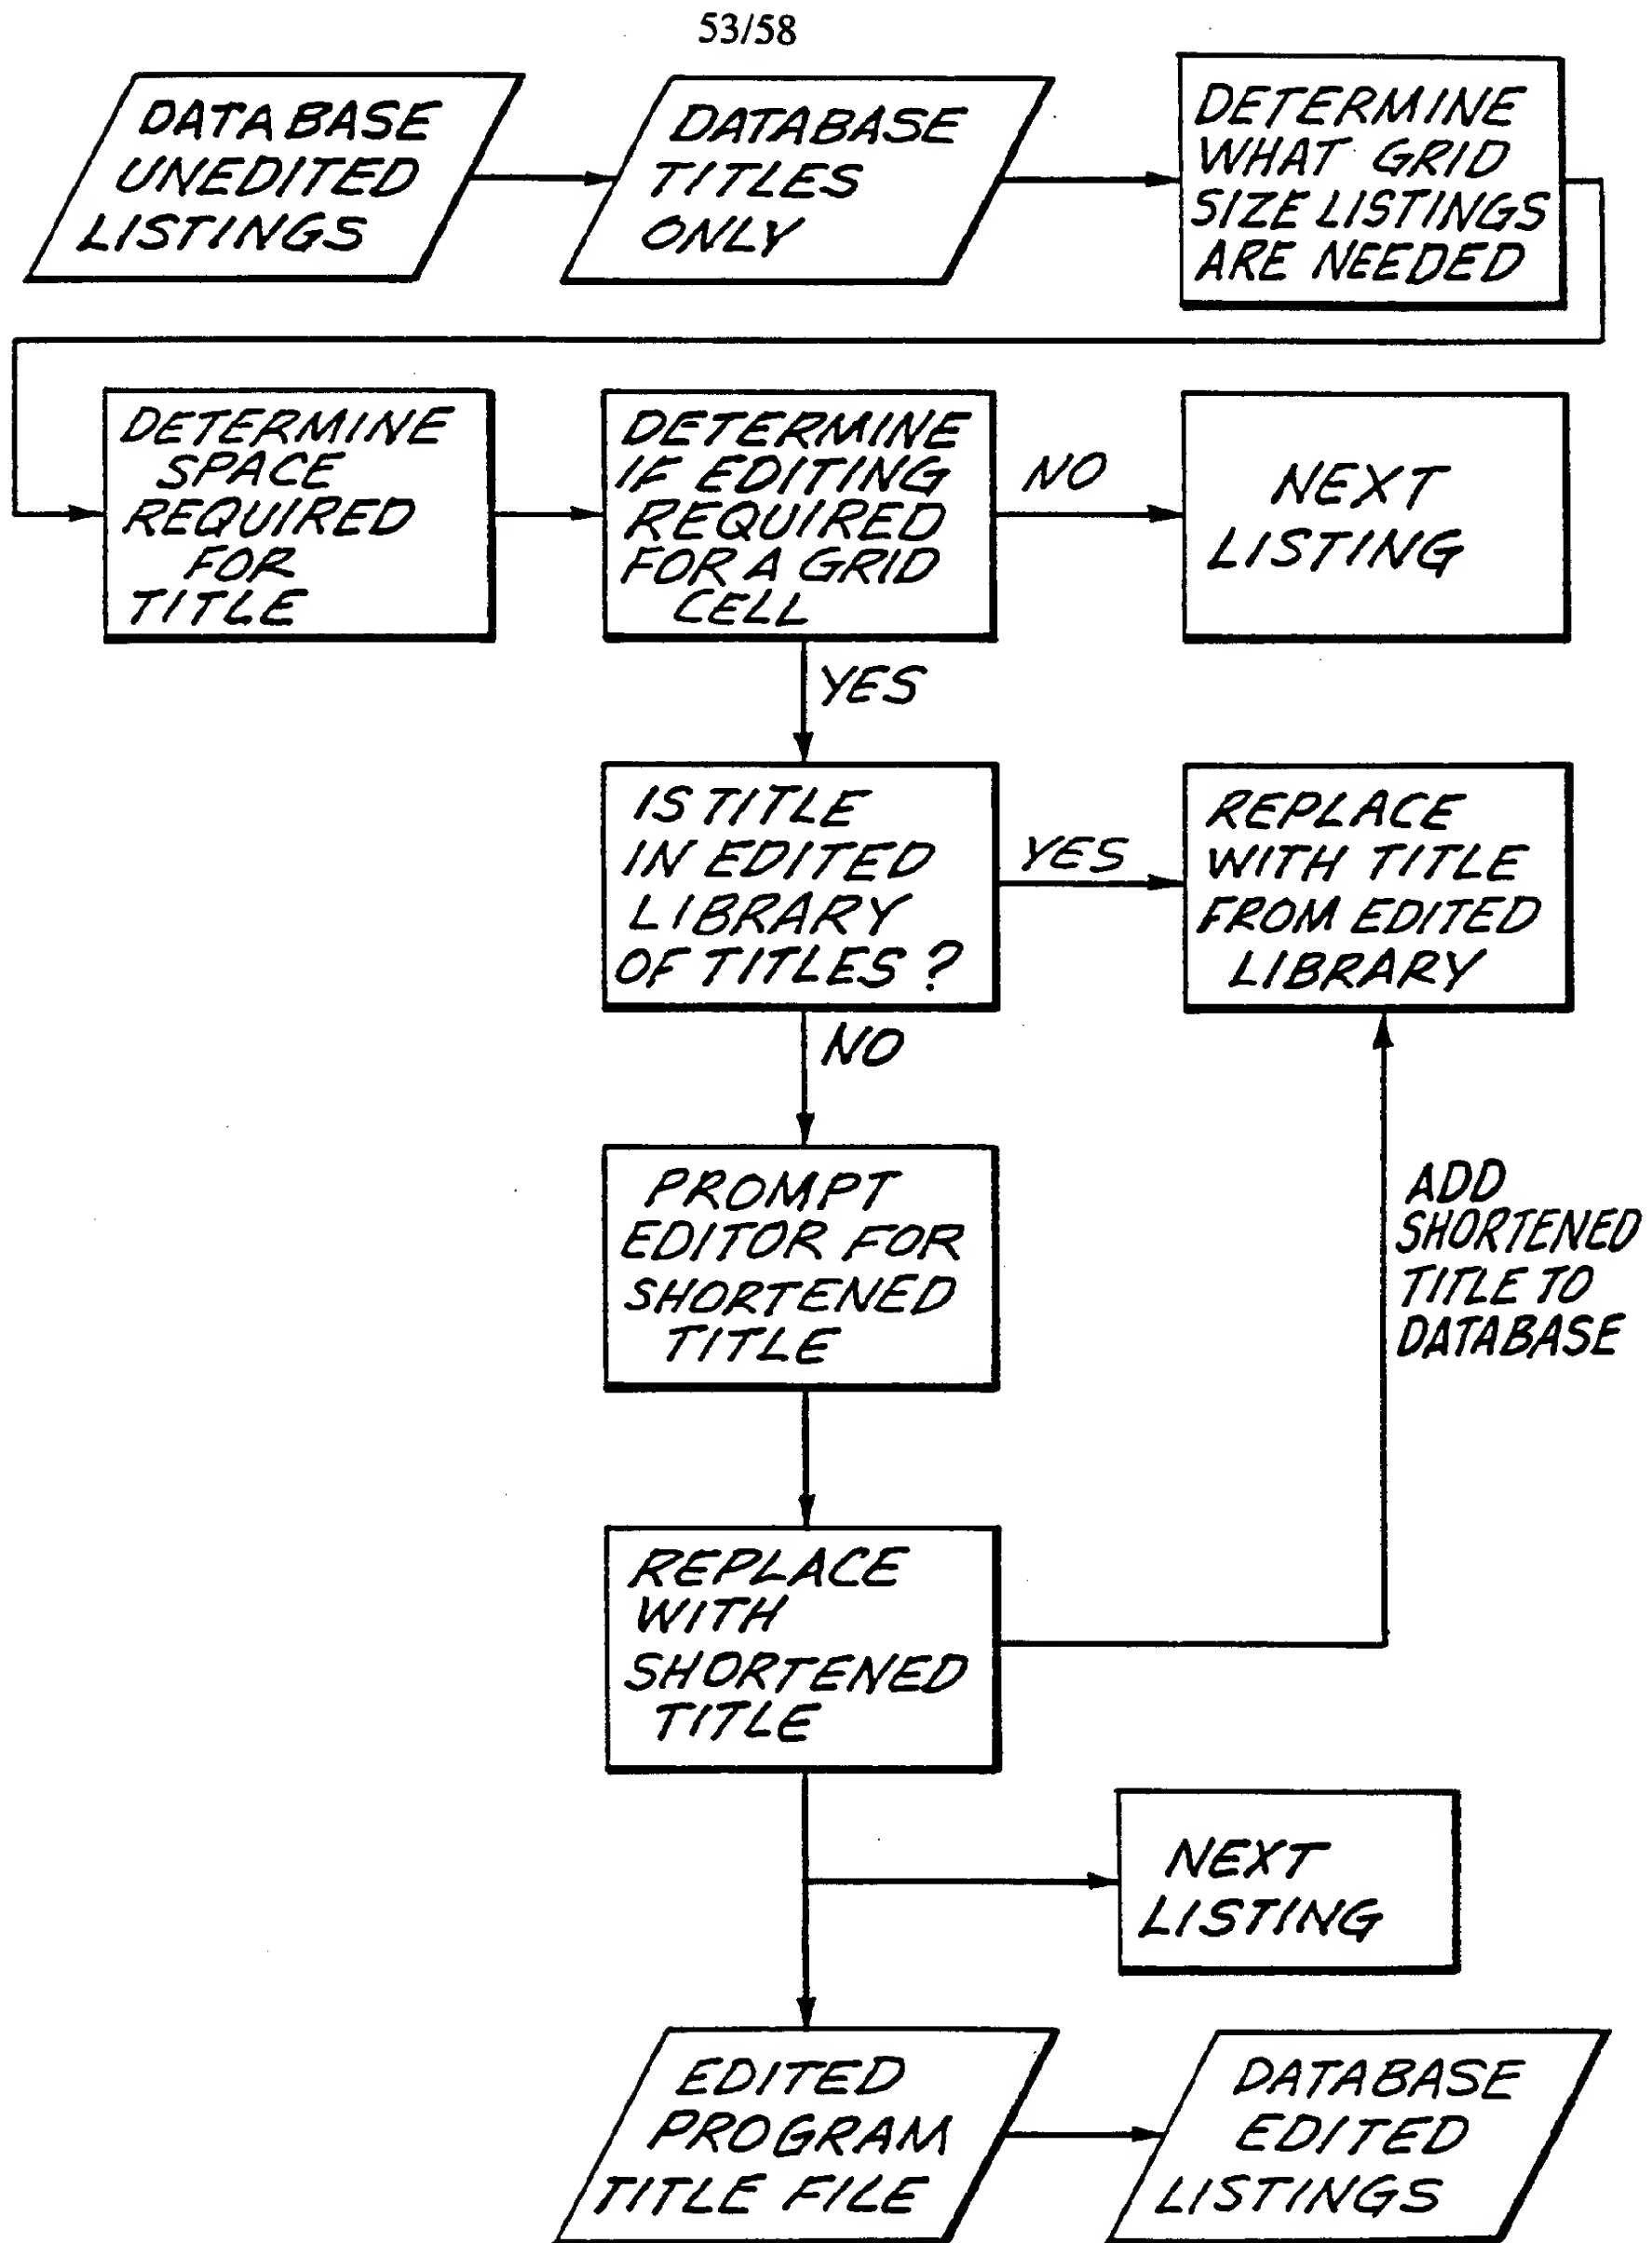 53/58
DATABASE
UNEDITED
LISTINGS
DATABASE
TITLES
ONLY
DETERMINE
WHAT GRID
SIZE LISTINGS
ARE NEEDED
DETERMINE
SPACE
REQUIRED
FOR
TITLE
DETERMINE
IF EDITING
REQUIRED
FOR A GRID
CELL
NO
NEXT
LISTING
YES
IS TITLE
IN EDITED
LIBRARY
OF TITLES?
YES
REPLACE
WITH TITLE
FROM EDITED
LIBRARY
NO
PROMPT
EDITOR FOR
SHORTENED
TITLE
ADD
SHORTENED
TITLE TO
DATABASE
REPLACE
WITH
SHORTENED
TITLE
NEXT
LISTING
EDITED
PROGRAM
TITLE FILE
DATABASE
EDITED
LISTINGS